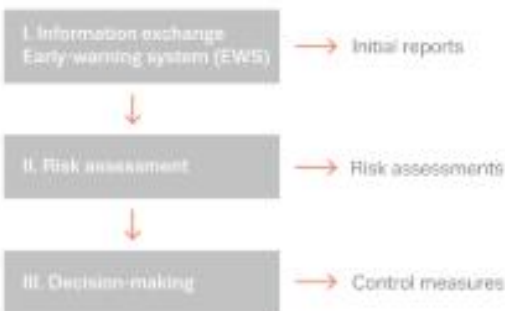 I. Information exchange
Early-warning system (EWS)
Initial reports
II. Risk assessment
Risk assessments
III. Decision-making
Control measures